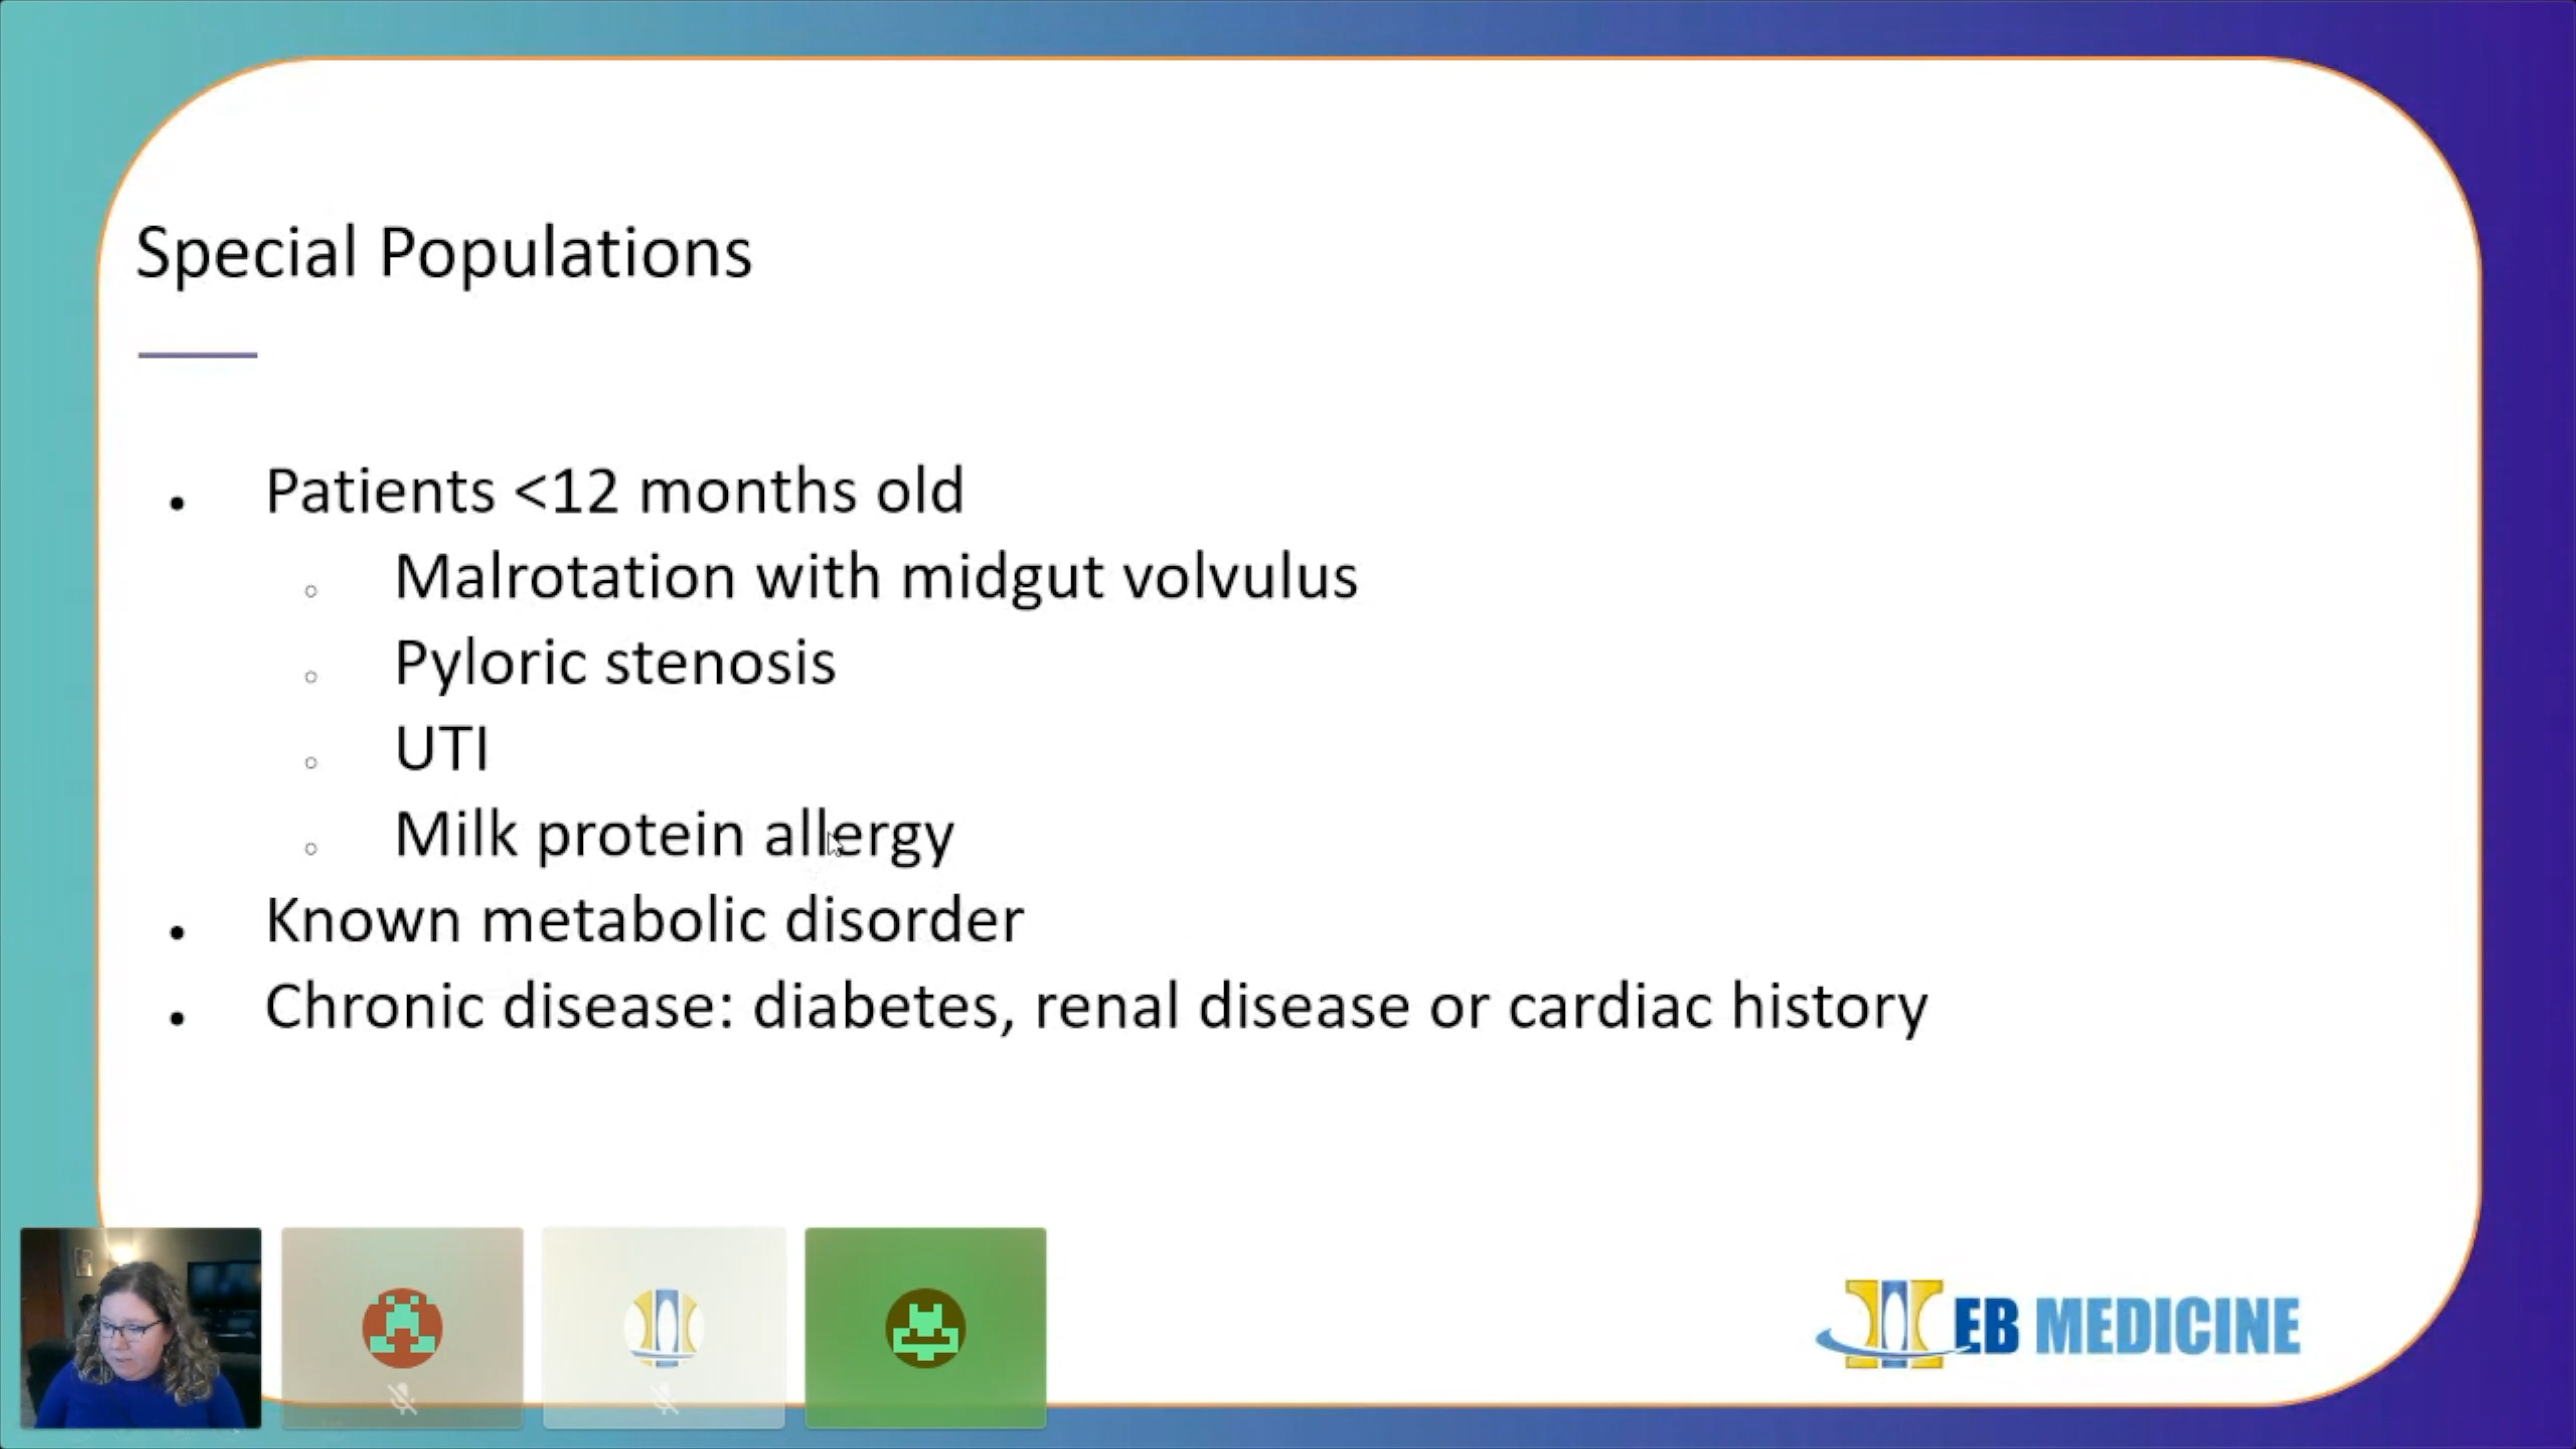 Special Populations
Patients <12 months old
Malrotation with midgut volvulus
Pyloric stenosis
UTI
Milk protein allergy
Known metabolic disorder
Chronic disease: diabetes, renal disease or cardiac history
EB MEDICINE